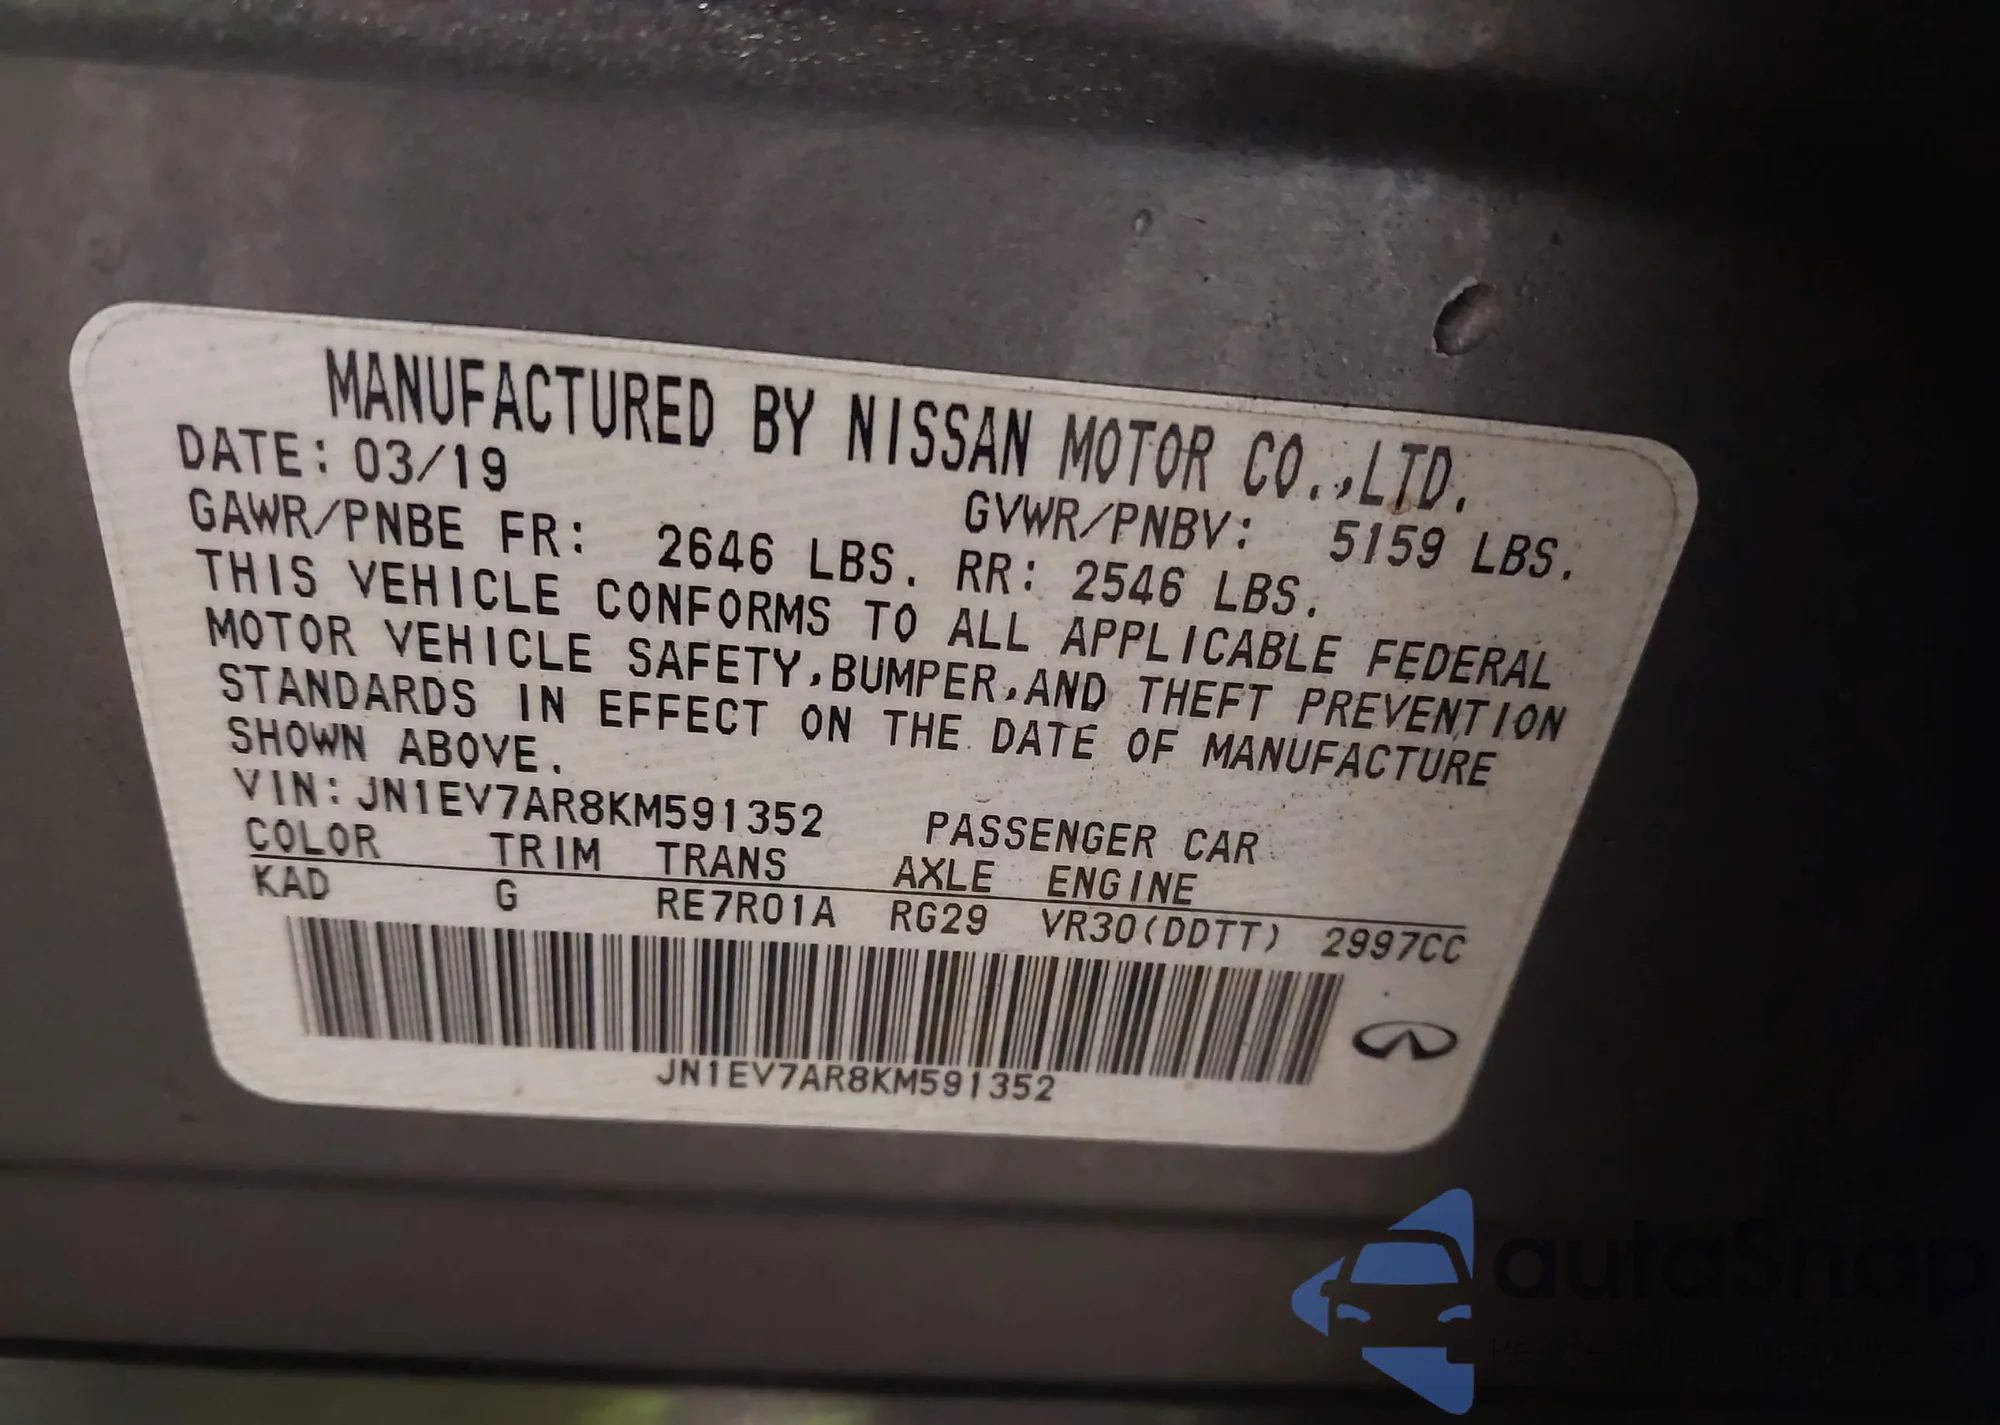 MANUFACTURED BY NISSAN MOTOR CO.,LTD.
DATE: 03/19
GVWR/PNBV: 5159 LBS.
GAWR/PNBE FR: 2646 LBS. RR: 2546 LBS.
THIS VEHICLE CONFORMS TO ALL APPLICABLE FEDERAL
MOTOR VEHICLE SAFETY,BUMPER,AND THEFT PREVENTION
STANDARDS IN EFFECT ON THE DATE OF MANUFACTURE
SHOWN ABOVE.
VIN: JN1EV7AR8KM591352 PASSENGER CAR
COLOR TRIM TRANS AXLE ENGINE
KAD G RE7R01A RG29 VR30(DDTT) 2997CC
JN1EV7AR8KM591352
autaSnap